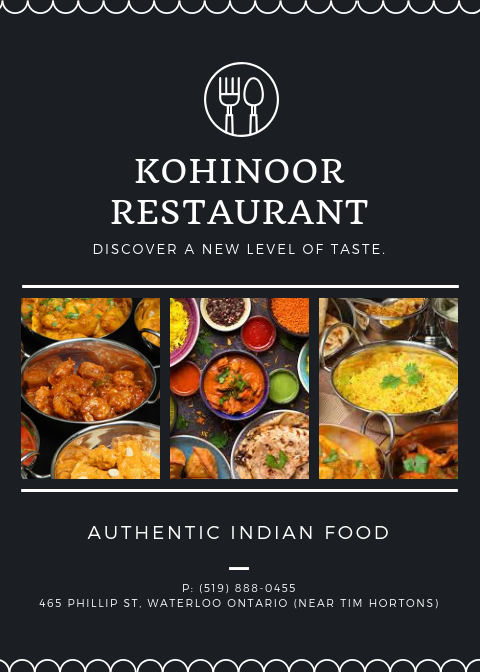 KOHINOOR
RESTAURANT
DISCOVER A NEW LEVEL OF TASTE.
AUTHENTIC INDIAN FOOD
P: (519) 888-0455
465 PHILLIP ST, WATERLOO ONTARIO (NEAR TIM HORTONS)